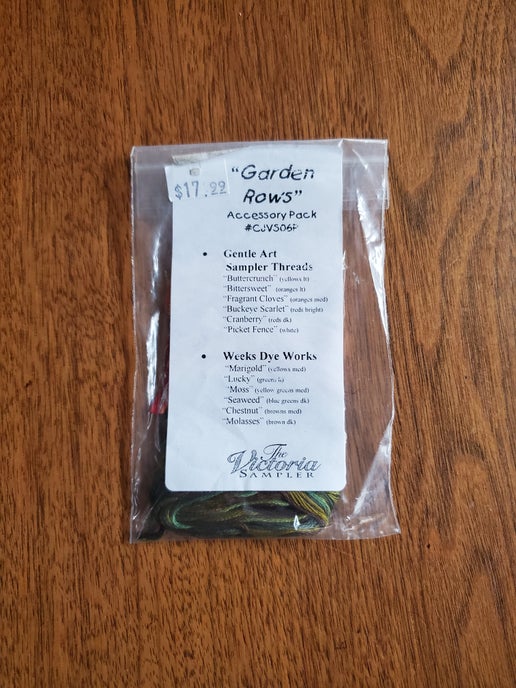 $17.22
"Garden
Rows"
Accessory Pack
#CJVS06P
• Gentle Art
Sampler Threads
"Buttercrunch" (yellows lt)
"Bittersweet" (oranges lt)
"Fragrant Cloves" (oranges med)
"Buckeye Scarlet" (reds bright)
"Cranberry" (reds dk)
"Picket Fence" (white)
• Weeks Dye Works
"Marigold" (yellows med)
"Lucky" (greens lt)
"Moss" (yellow greens med)
"Seaweed" (blue greens dk)
"Chestnut" (browns med)
"Molasses" (brown dk)
The
Victoria
SAMPLER